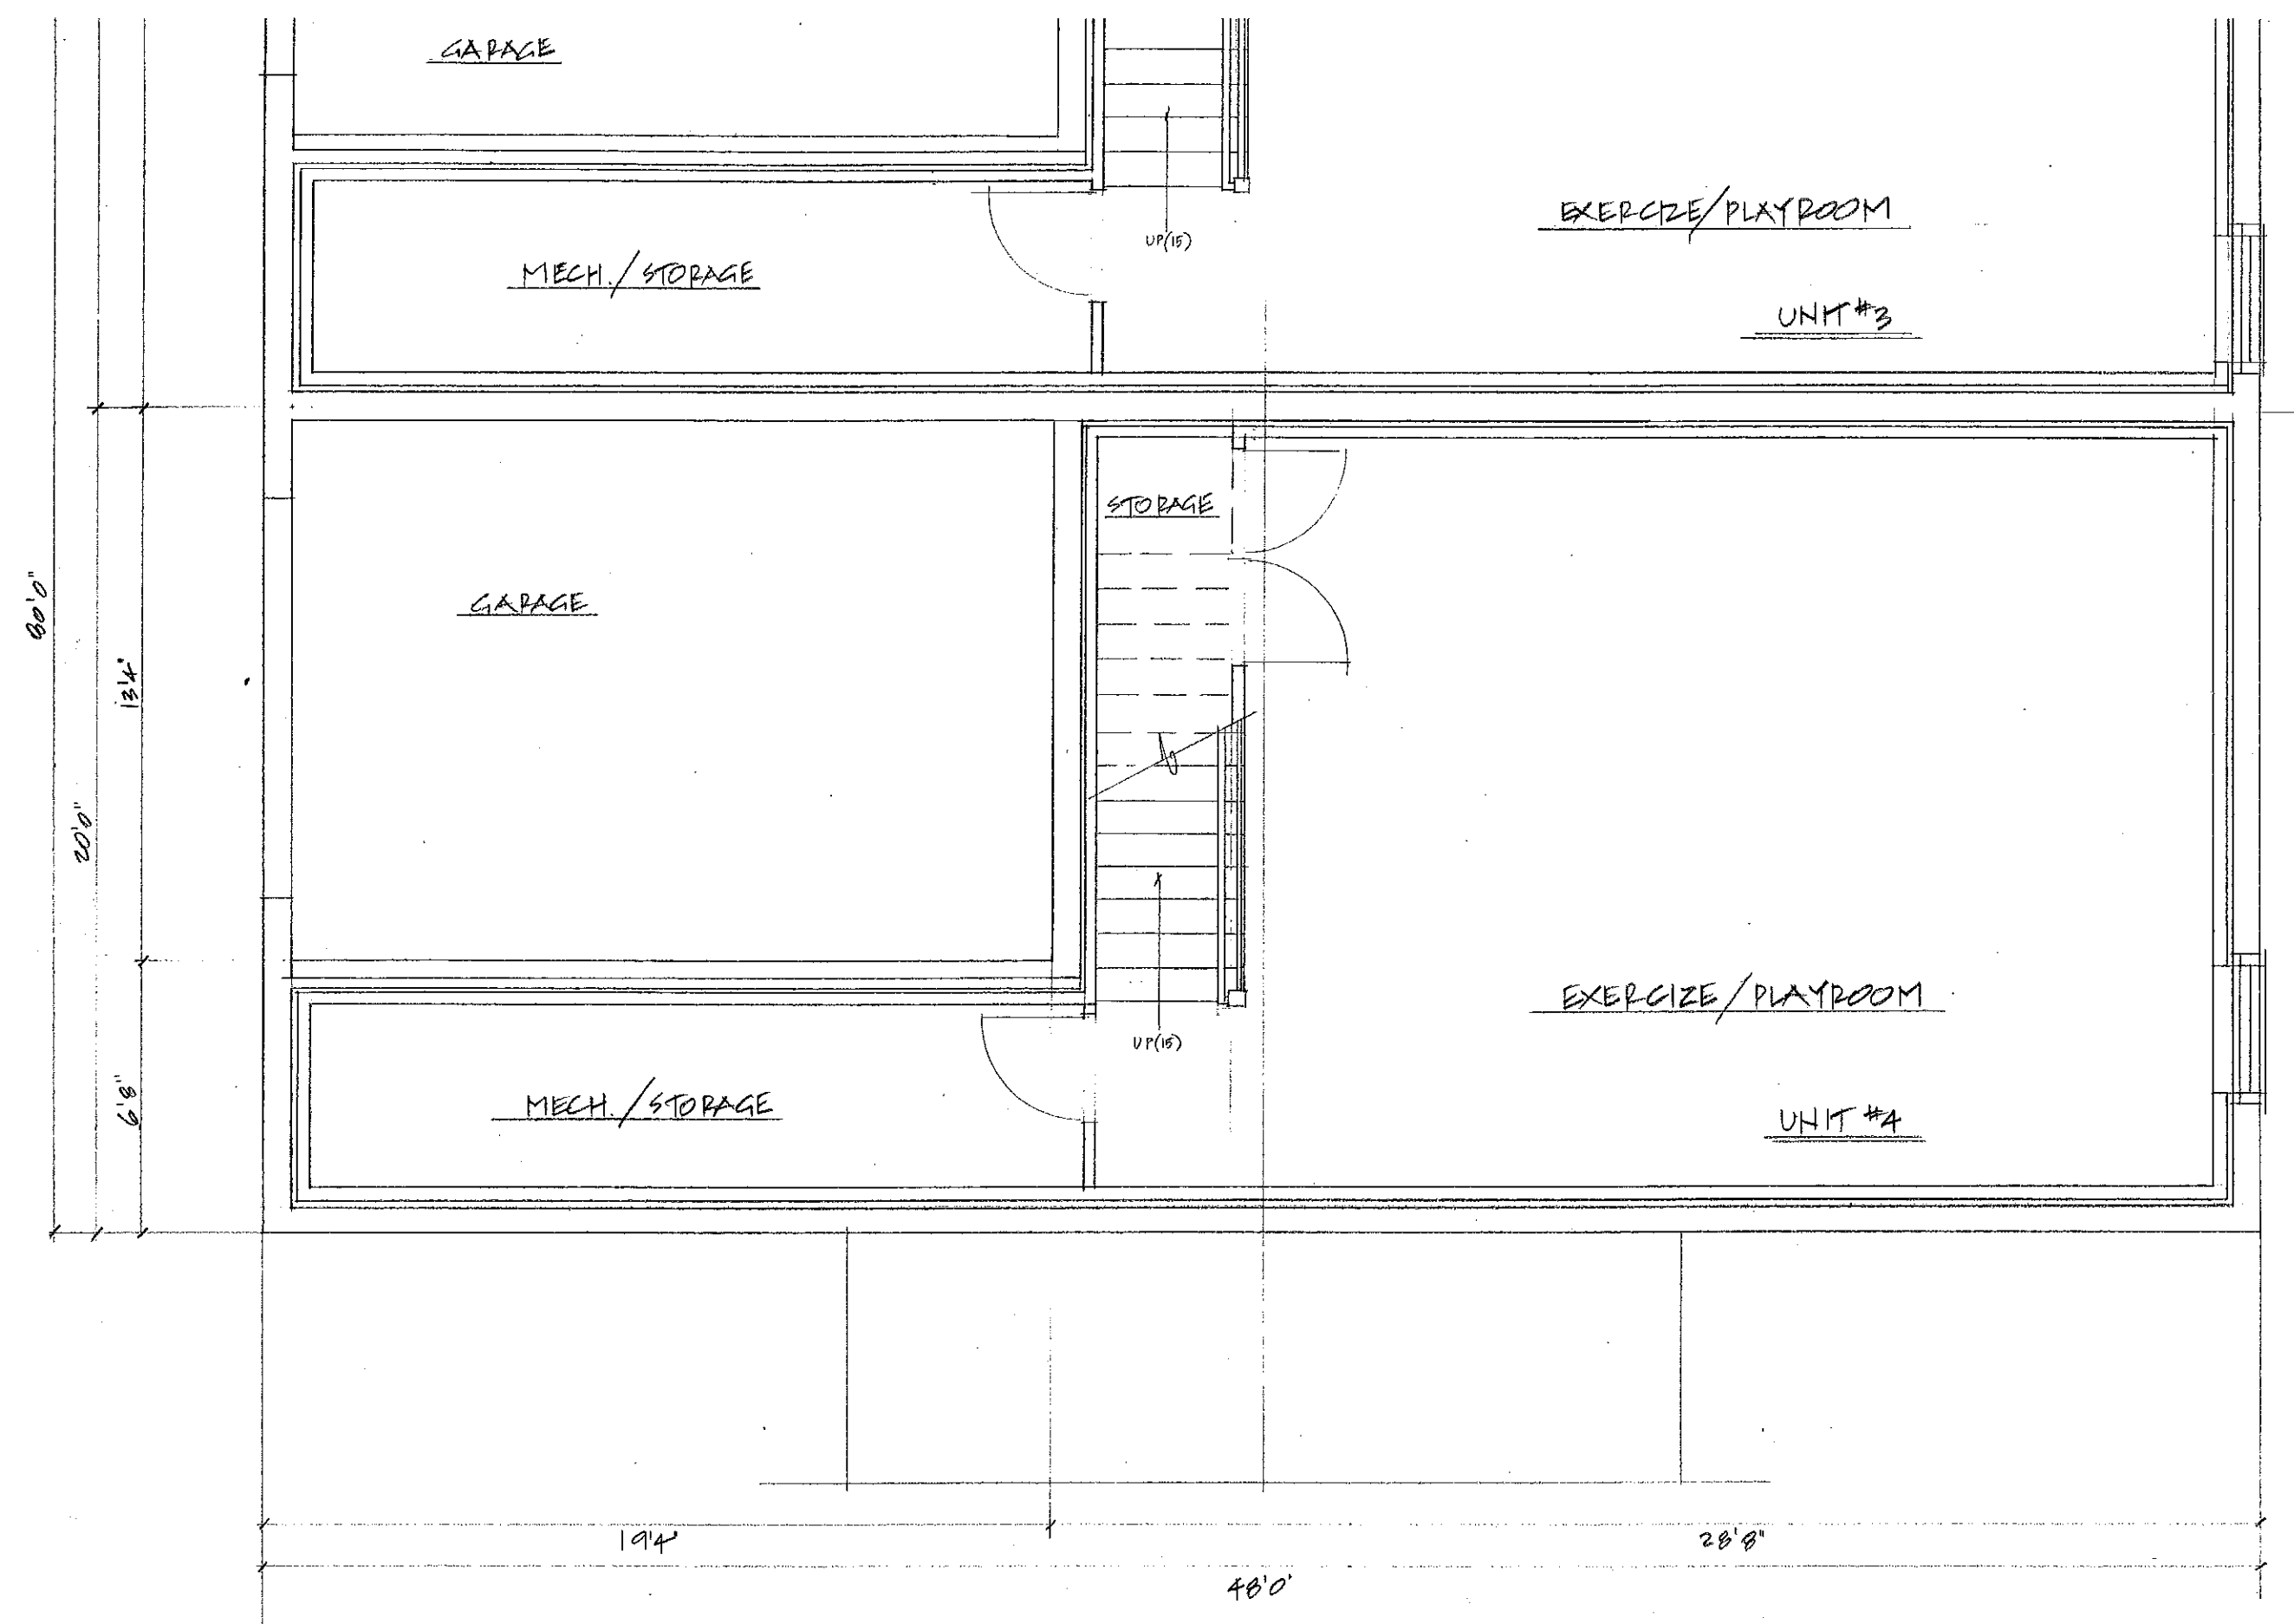 GARAGE
EXERCIZE/PLAYROOM
UP(15)
MECH./STORAGE
UNIT #3
STORAGE
80'0"
GARAGE
13'4"
20'0"
EXERCIZE/PLAYROOM
UP(15)
6'8"
MECH./STORAGE
UNIT #4
19'4"
28'8"
48'0"